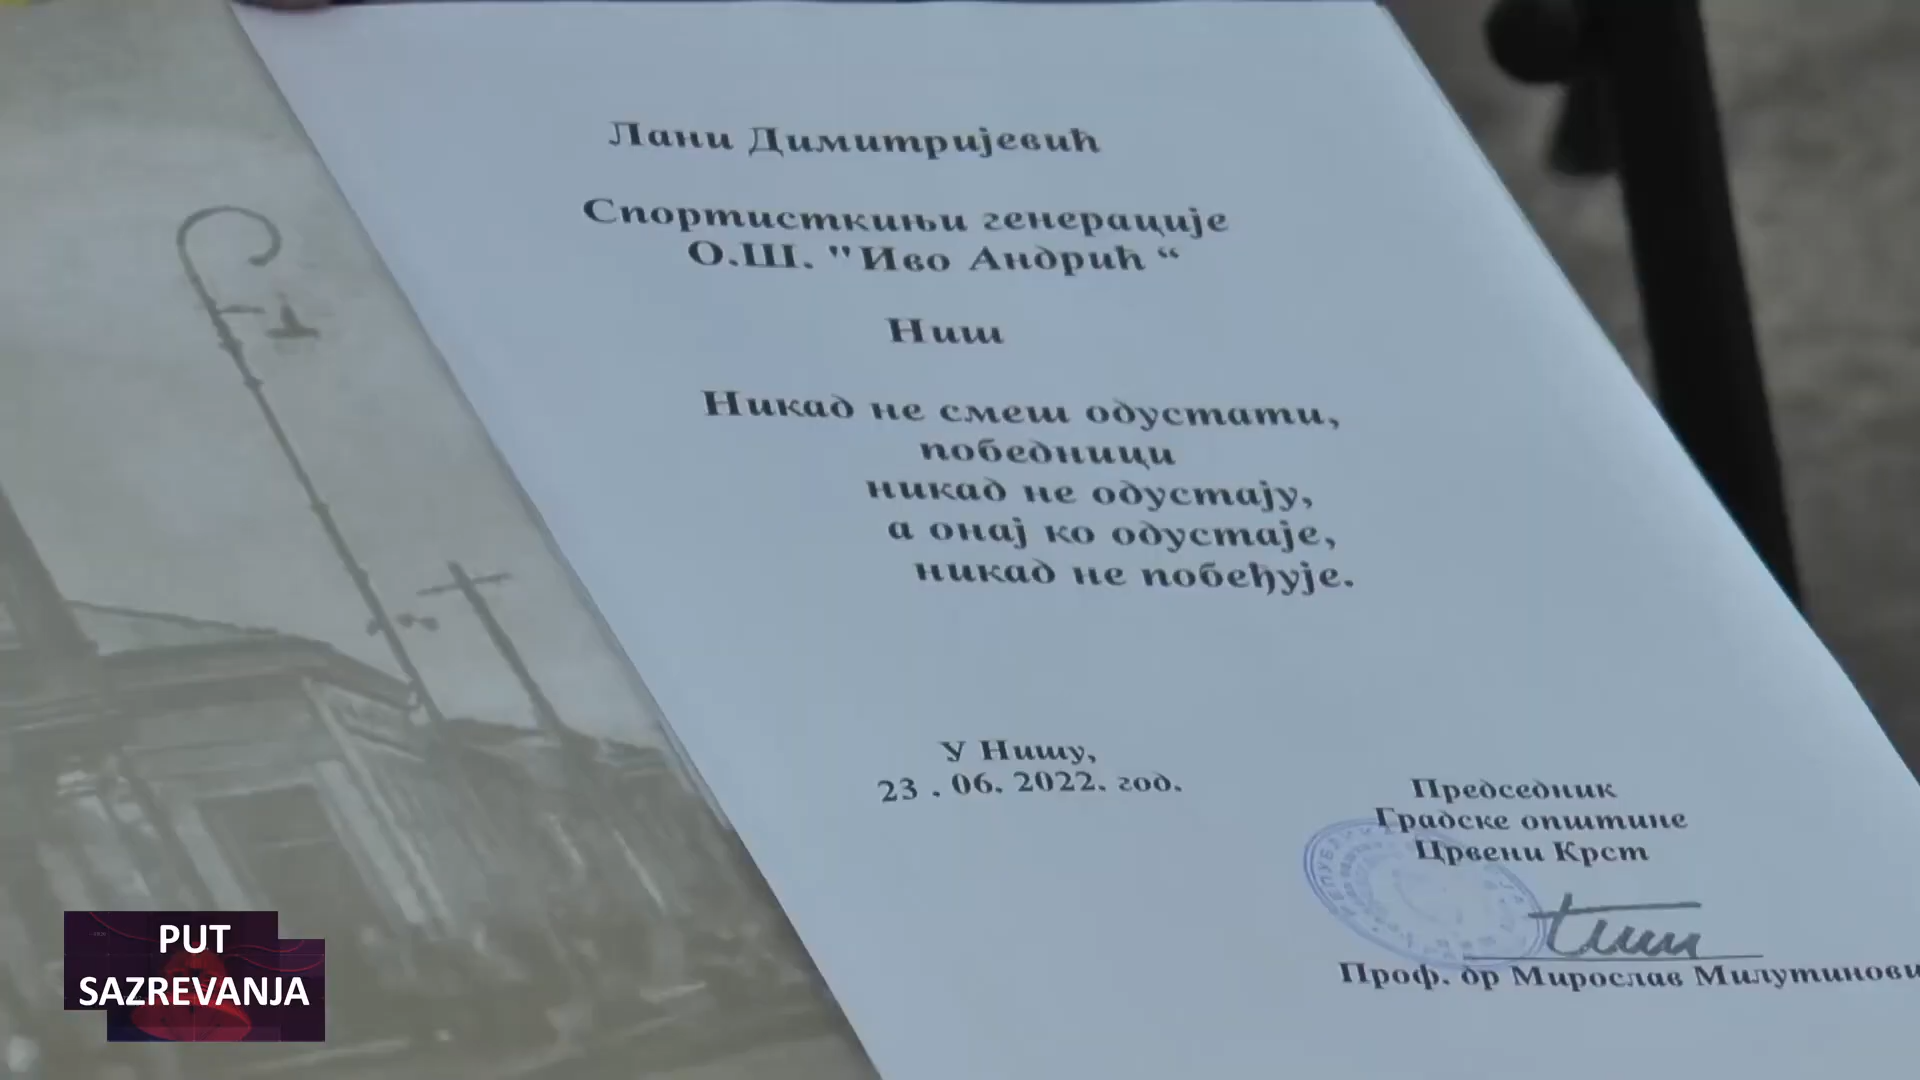 Лани Димитријевић
Спортисткињи генерације
О.Ш. "Иво Андрић “
Ниш
Никад не смеш одустати,
победници
никад не одустају,
а онај ко одустаје,
никад не побеђује.
У Нишу,
23 . 06. 2022. год.
Председник
Градске општине
Црвени Крст
Проф. др Мирослав Милутинови
PUT
SAZREVANJA